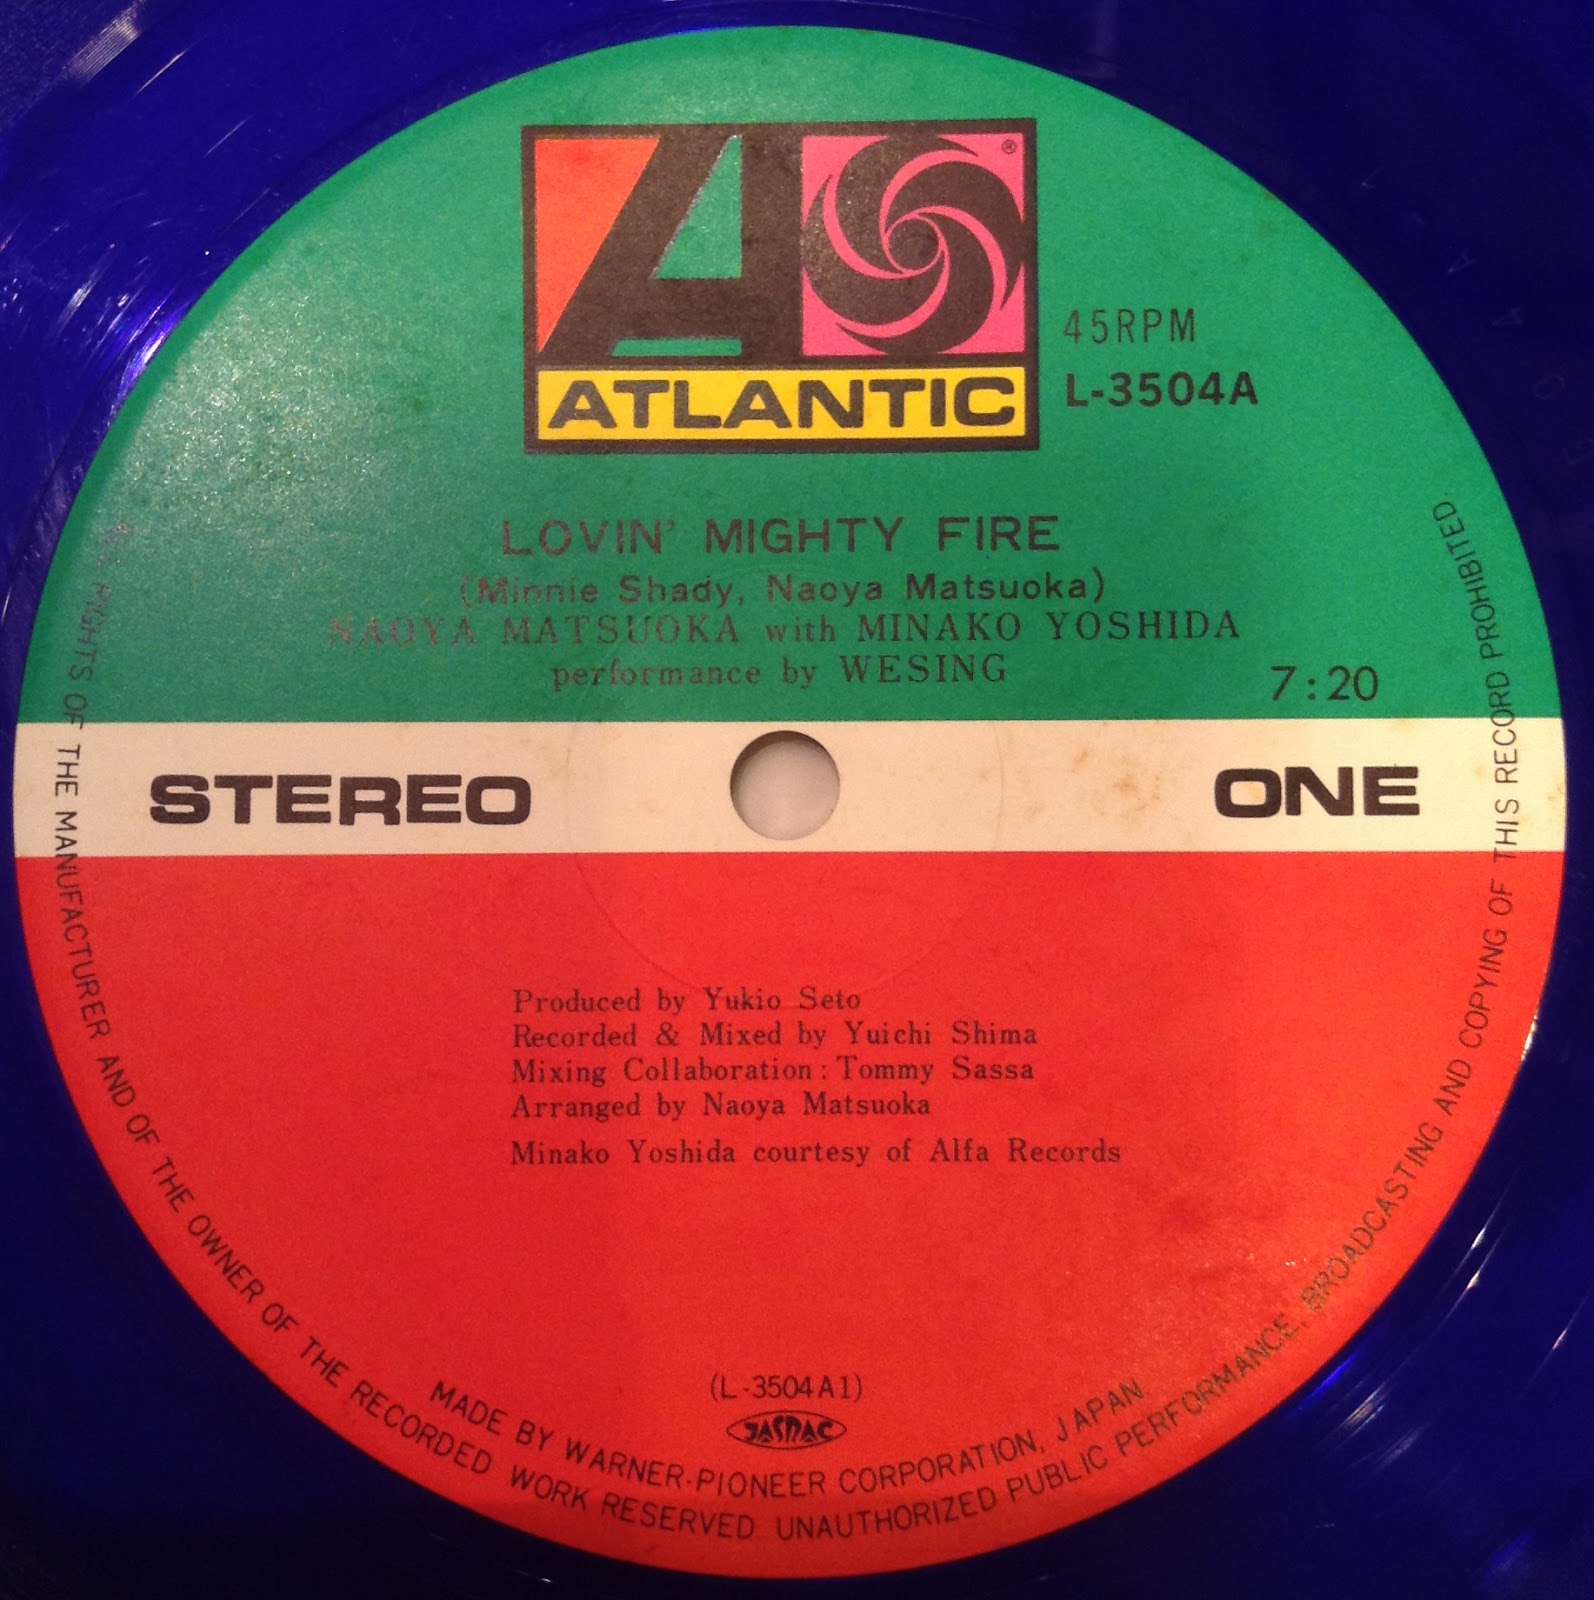 ATLANTIC
®
45RPM
L-3504A
LOVIN' MIGHTY FIRE
(Minnie Shady, Naoya Matsuoka)
NAOYA MATSUOKA with MINAKO YOSHIDA
performance by WESING
7:20
STEREO
ONE
Produced by Yukio Seto
Recorded & Mixed by Yuichi Shima
Mixing Collaboration : Tommy Sassa
Arranged by Naoya Matsuoka
Minako Yoshida courtesy of Alfa Records
(L-3504A1)
JASRAC
MADE BY WARNER-PIONEER CORPORATION, JAPAN.
ALL RIGHTS OF THE MANUFACTURER AND OF THE OWNER OF THE RECORDED WORK RESERVED. UNAUTHORIZED PUBLIC PERFORMANCE, BROADCASTING AND COPYING OF THIS RECORD PROHIBITED.